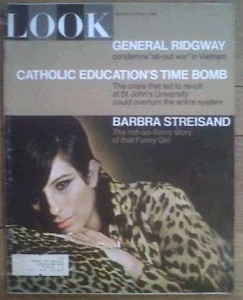 LOOK
GENERAL RIDGWAY
condemns 'all-out war' in Vietnam
CATHOLIC EDUCATION'S TIME BOMB
The crisis that led to revolt
at St. John's University
could overturn the entire system
BARBRA STREISAND
The not-so-funny story
of that Funny Girl